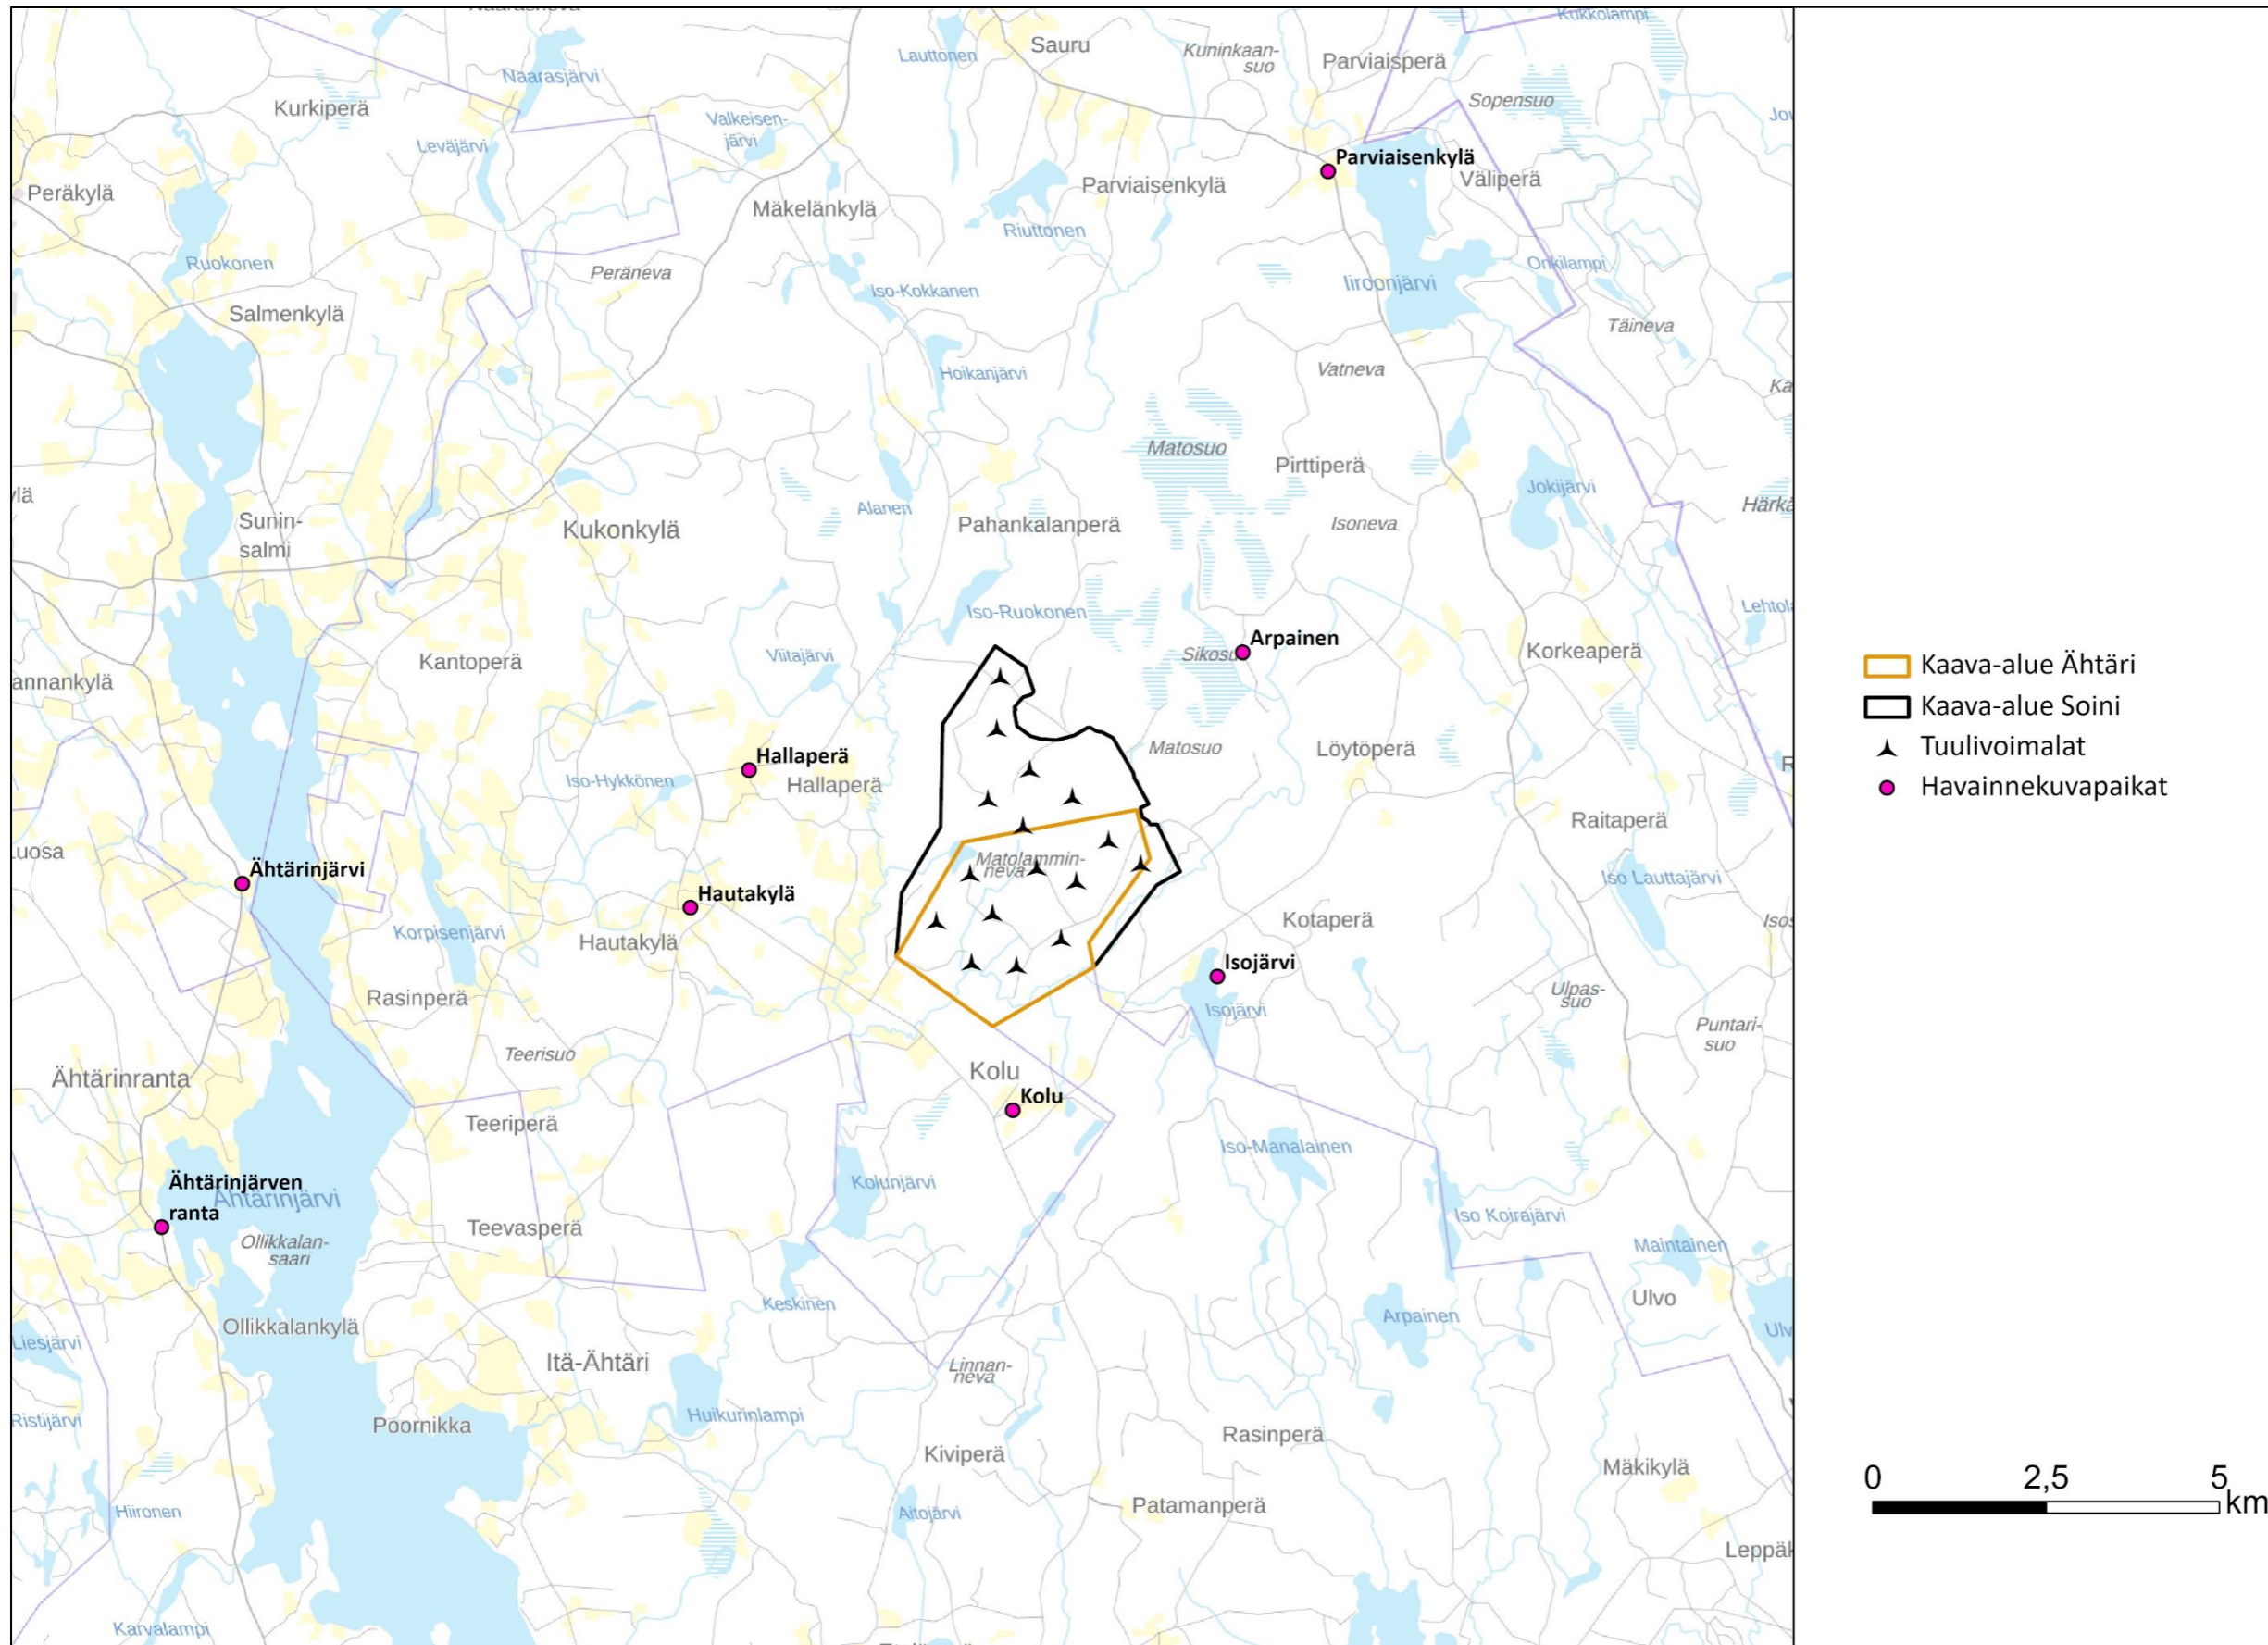 Kukkolampi
Sauru
Lauttonen
Kuninkaan-
suo
Parviaisperä
Naarasjärvi
Kurkiperä
Sopensuo
Valkeisen-
järvi
Leväjärvi
Parviaisenkylä
Peräkylä
Parviaisenkylä
Väliperä
Mäkelänkylä
Riuttonen
Ruokonen
Peräneva
Onkilampi
Iso-Kokkanen
Iiroonjärvi
Salmenkylä
Täineva
Hoikanjärvi
Vatneva
Matosuo
Pirttiperä
Jokijärvi
Alanen
Sunin-
salmi
Kukonkylä
Pahankalanperä
Isoneva
Iso-Ruokonen
Arpainen
Sikosu
Korkeaperä
Viitajärvi
Kantoperä
annankylä
Matosuo
Löytöperä
Hallaperä
Hallaperä
Iso-Hykkönen
Raitaperä
Matolammin-
neva
Iso Lauttajärvi
Ähtärinjärvi
Hautakylä
Kotaperä
Korpisenjärvi
Hautakylä
Isojärvi
Ulpas-
suo
Rasinperä
Isojärvi
Puntari-
suo
Teerisuo
Ähtärinranta
Kolu
Kolu
Teeriperä
Iso-Manalainen
Ähtärinjärven
ranta
Ähtärinjärvi
Kolunjärvi
Teevasperä
Iso Koirajärvi
Ollikkalan-
saari
Maintainen
Keskinen
Ulvo
Arpainen
Ollikkalankylä
Liesjärvi
Itä-Ähtäri
Linnan-
neva
Ristijärvi
Huikurinlampi
Poornikka
Rasinperä
Kiviperä
Mäkikylä
Patamanperä
Hiironen
Aitojärvi
Karvalampi
Kaava-alue Ähtäri
Kaava-alue Soini
Tuulivoimalat
Havainnekuvapaikat
0 2,5 5
km